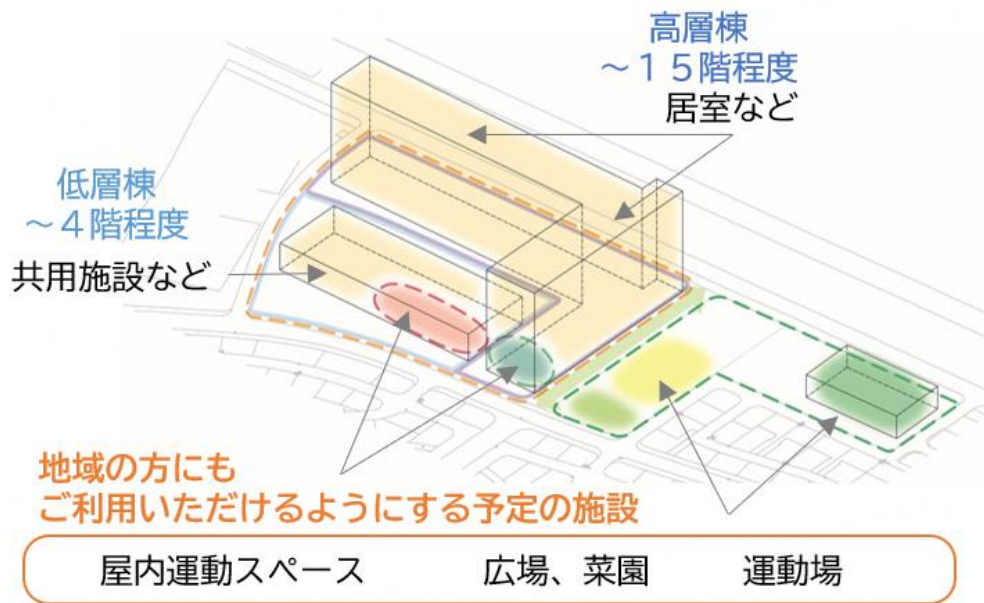 高層棟
～１５階程度
居室など
低層棟
～４階程度
共用施設など
地域の方にも
ご利用いただけるようにする予定の施設
屋内運動スペース　広場、菜園　運動場